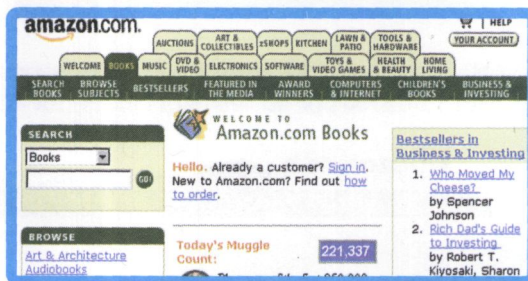 amazon.com.
HELP
YOUR ACCOUNT
AUCTIONS
ART & COLLECTIBLES
zSHOPS
KITCHEN
LAWN & PATIO
TOOLS & HARDWARE
WELCOME
BOOKS
MUSIC
DVD & VIDEO
ELECTRONICS
SOFTWARE
TOYS & VIDEO GAMES
HEALTH & BEAUTY
HOME LIVING
SEARCH BOOKS
BROWSE SUBJECTS
BESTSELLERS
FEATURED IN THE MEDIA
AWARD WINNERS
COMPUTERS & INTERNET
CHILDREN'S BOOKS
BUSINESS & INVESTING
SEARCH
Books
GO!
BROWSE
Art & Architecture
Audiobooks
WELCOME TO
Amazon.com Books
Hello. Already a customer? Sign in.
New to Amazon.com? Find out how
to order.
Today's Muggle
Count:
221,337
Bestsellers in
Business & Investing
1. Who Moved My
Cheese?
by Spencer
Johnson
2. Rich Dad's Guide
to Investing
by Robert T.
Kiyosaki, Sharon